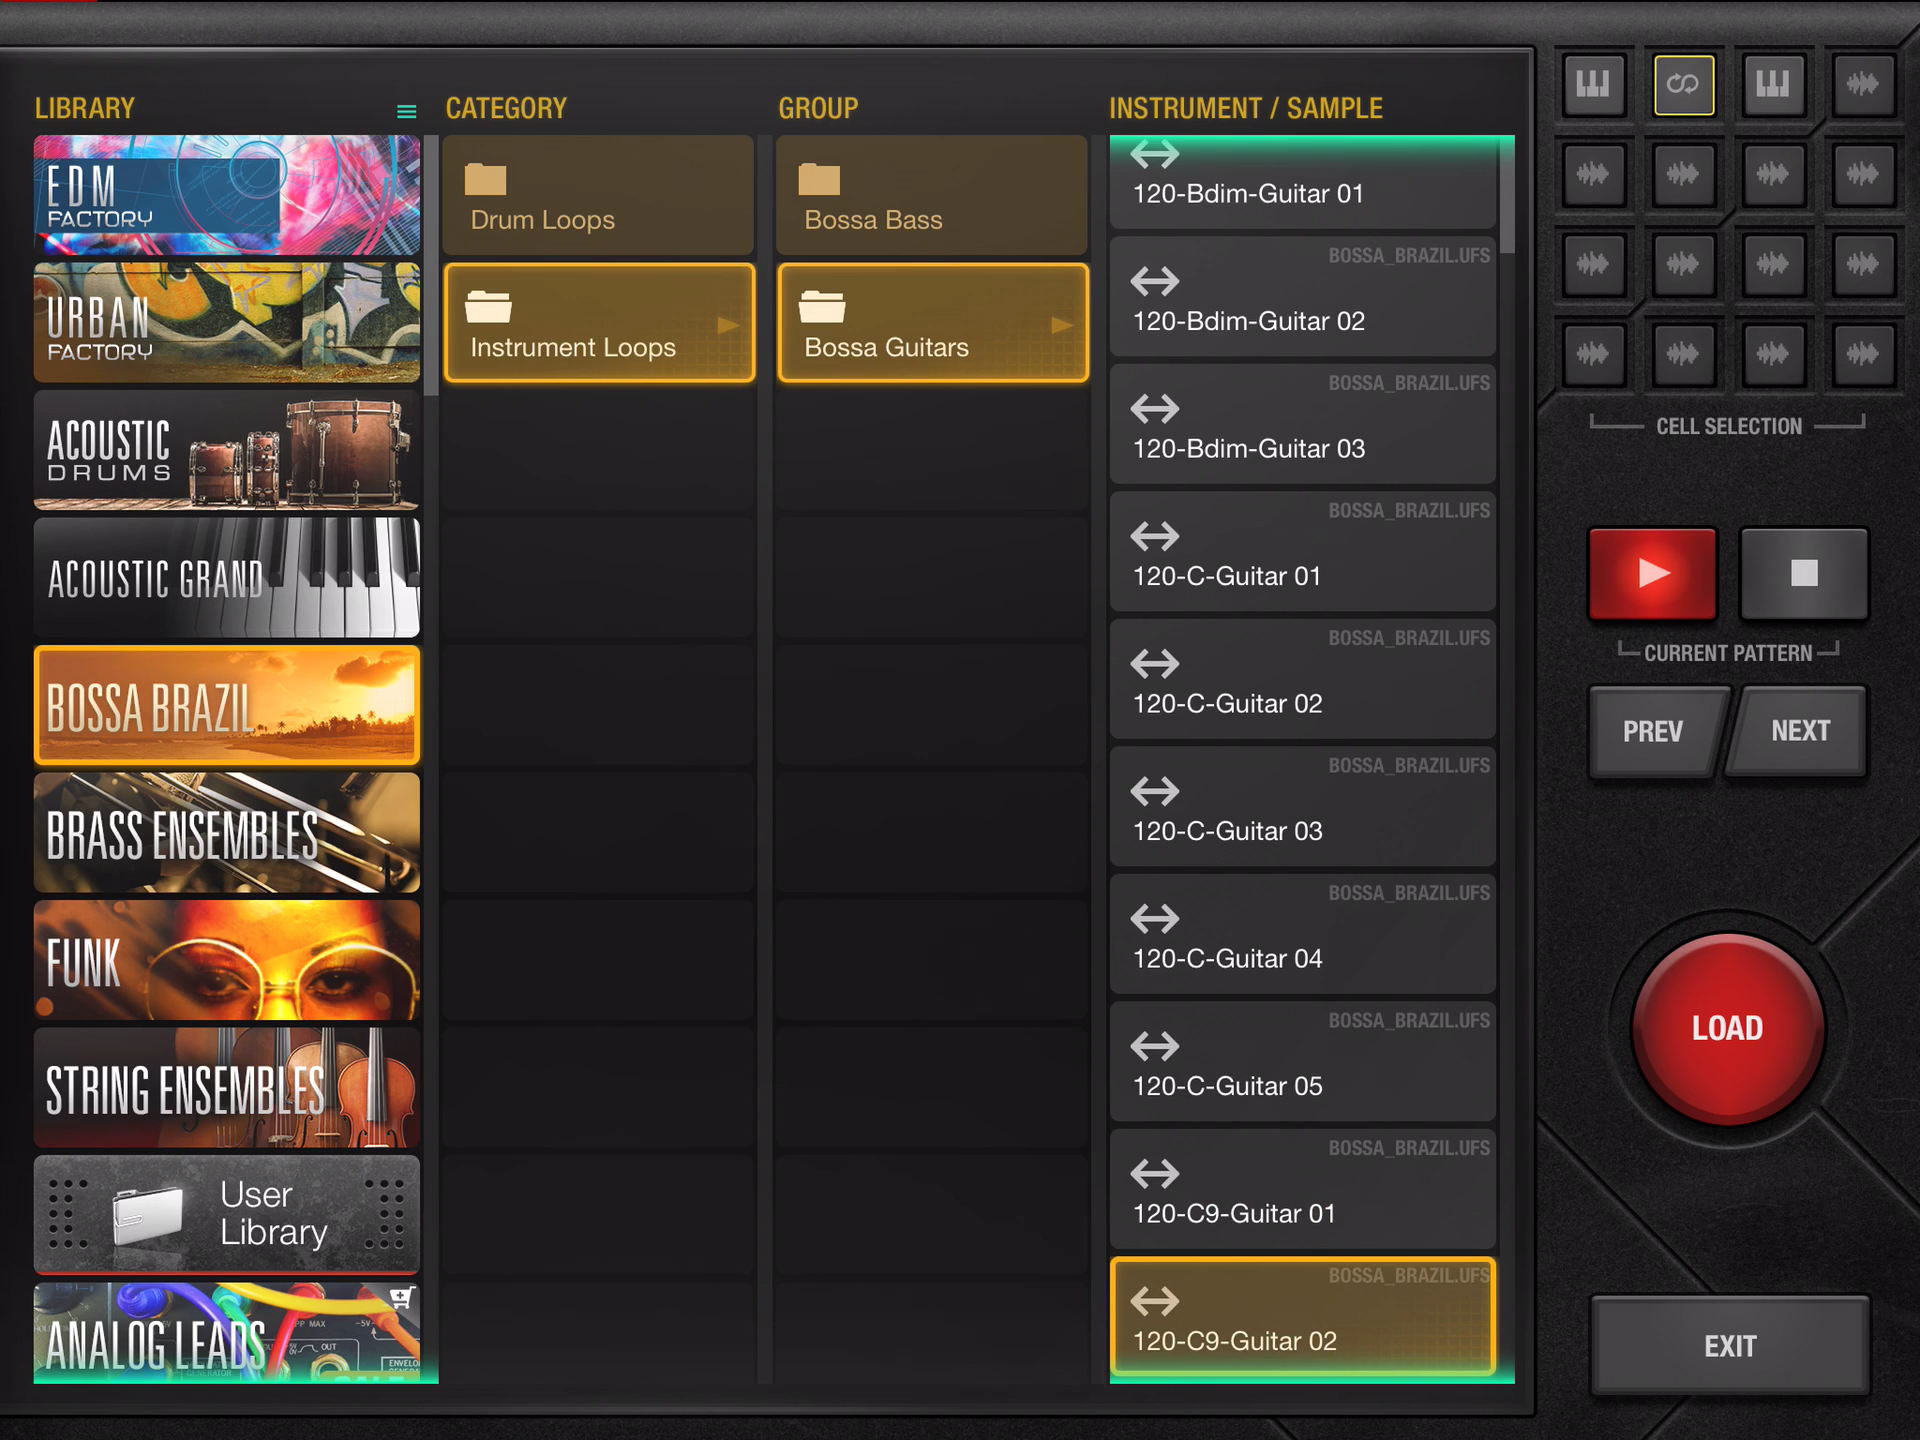 LIBRARY
EDM
FACTORY
URBAN
FACTORY
ACOUSTIC
DRUMS
ACOUSTIC GRAND
BOSSA BRAZIL
BRASS ENSEMBLES
FUNK
STRING ENSEMBLES
User
Library
PP MAX
-5V-
OUT
ANALOG LEADS
CATEGORY
Drum Loops
Instrument Loops
GROUP
Bossa Bass
Bossa Guitars
INSTRUMENT / SAMPLE
120-Bdim-Guitar 01
BOSSA_BRAZIL.UFS
120-Bdim-Guitar 02
BOSSA_BRAZIL.UFS
120-Bdim-Guitar 03
BOSSA_BRAZIL.UFS
120-C-Guitar 01
BOSSA_BRAZIL.UFS
120-C-Guitar 02
BOSSA_BRAZIL.UFS
120-C-Guitar 03
BOSSA_BRAZIL.UFS
120-C-Guitar 04
BOSSA_BRAZIL.UFS
120-C-Guitar 05
BOSSA_BRAZIL.UFS
120-C9-Guitar 01
BOSSA_BRAZIL.UFS
120-C9-Guitar 02
CELL SELECTION
CURRENT PATTERN
PREV
NEXT
LOAD
EXIT